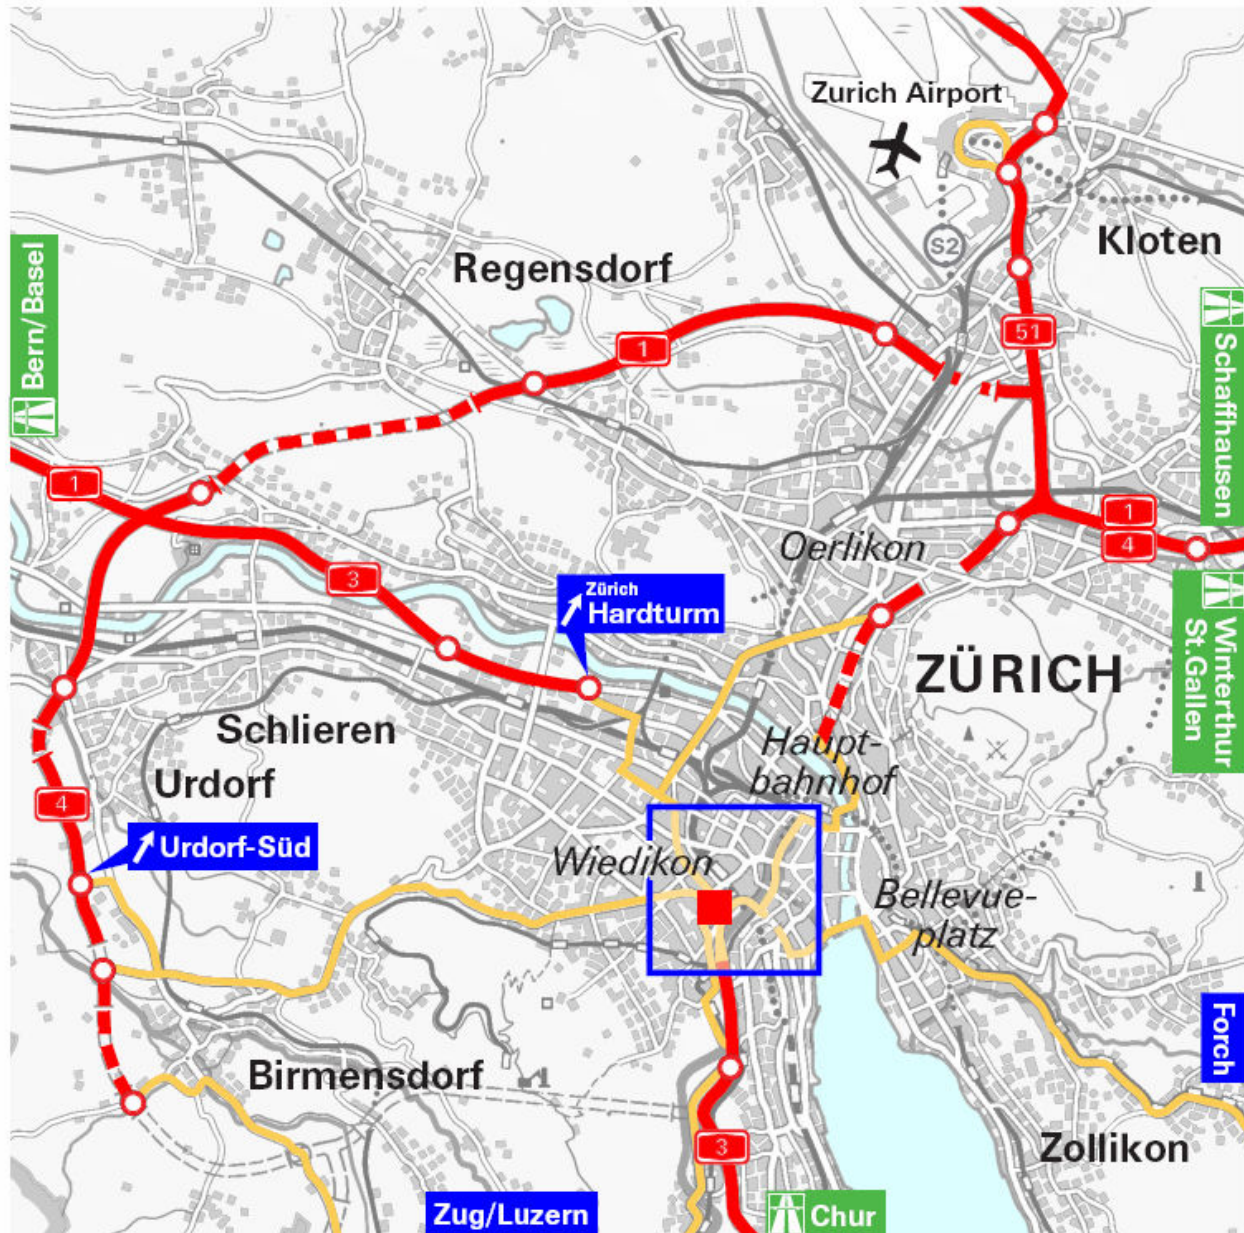 Zurich Airport
S2
Kloten
Regensdorf
Bern/Basel
51
1
Schaffhausen
1
1
4
Oerlikon
3
Zürich
Hardturm
Winterthur
St.Gallen
ZÜRICH
Schlieren
Haupt-
bahnhof
Urdorf
4
Urdorf-Süd
Wiedikon
Bellevue-
platz
Forch
Birmensdorf
3
Zollikon
Zug/Luzern
Chur